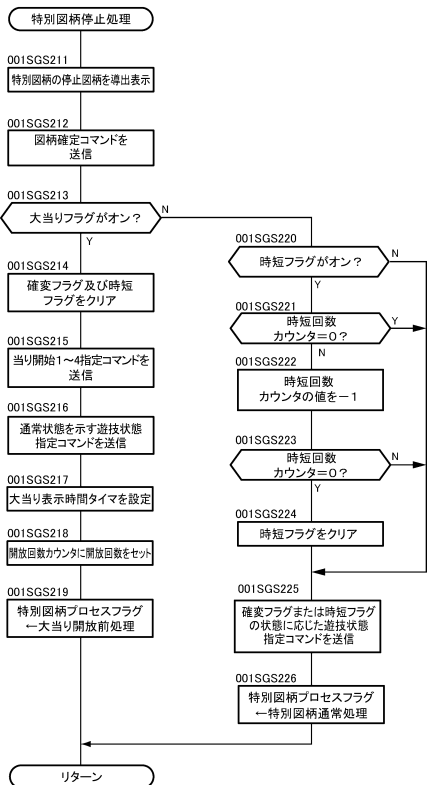 特別図柄停止処理
001SGS211
特別図柄の停止図柄を導出表示
001SGS212
図柄確定コマンドを
送信
001SGS213
大当りフラグがオン？
N
Y
001SGS214
確変フラグ及び時短
フラグをクリア
001SGS215
当り開始1～4指定コマンドを
送信
001SGS216
通常状態を示す遊技状態
指定コマンドを送信
001SGS217
大当り表示時間タイマを設定
001SGS218
開放回数カウンタに開放回数をセット
001SGS219
特別図柄プロセスフラグ
←大当り開放前処理
001SGS220
時短フラグがオン？
N
Y
001SGS221
時短回数
カウンタ＝0？
Y
N
001SGS222
時短回数
カウンタの値を－1
001SGS223
時短回数
カウンタ＝0？
N
Y
001SGS224
時短フラグをクリア
001SGS225
確変フラグまたは時短フラグ
の状態に応じた遊技状態
指定コマンドを送信
001SGS226
特別図柄プロセスフラグ
←特別図柄通常処理
リターン